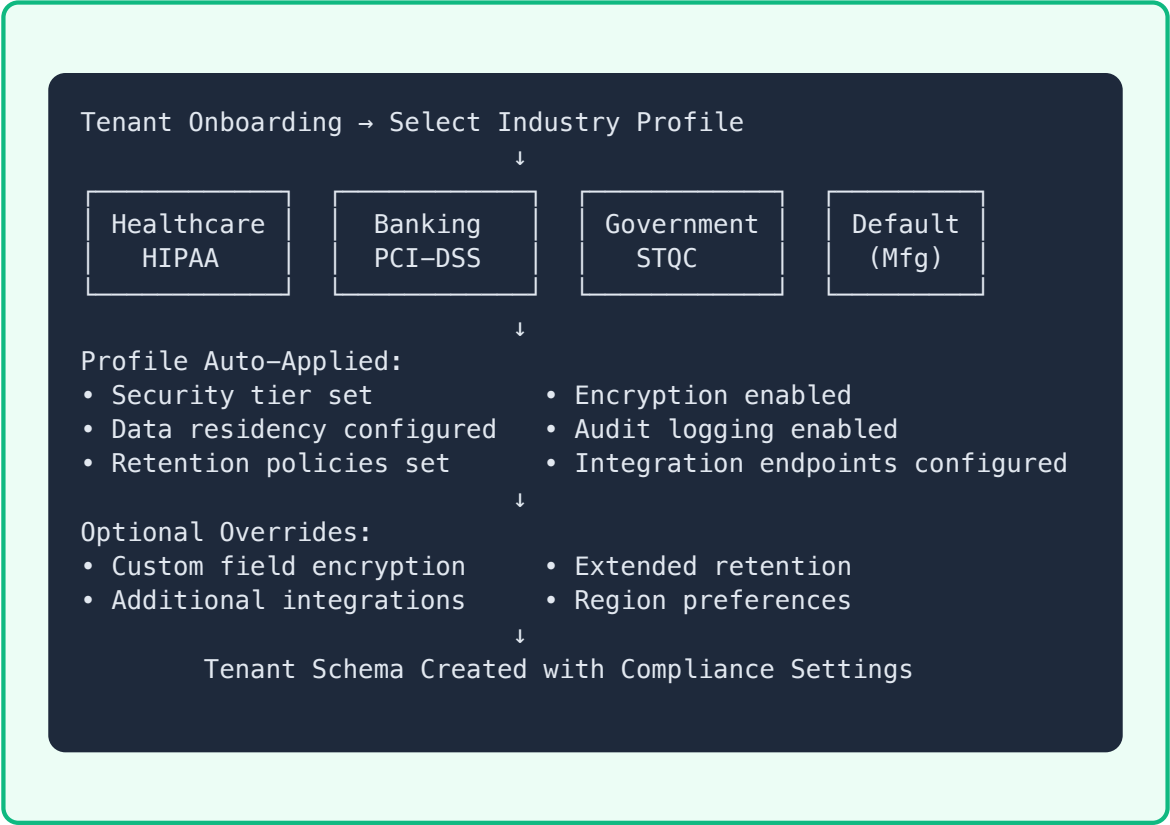 Tenant Onboarding → Select Industry Profile
↓
Healthcare Banking Government Default
HIPAA PCI–DSS STQC (Mfg)
↓
Profile Auto–Applied:
• Security tier set • Encryption enabled
• Data residency configured • Audit logging enabled
• Retention policies set • Integration endpoints configured
↓
Optional Overrides:
• Custom field encryption • Extended retention
• Additional integrations • Region preferences
↓
Tenant Schema Created with Compliance Settings